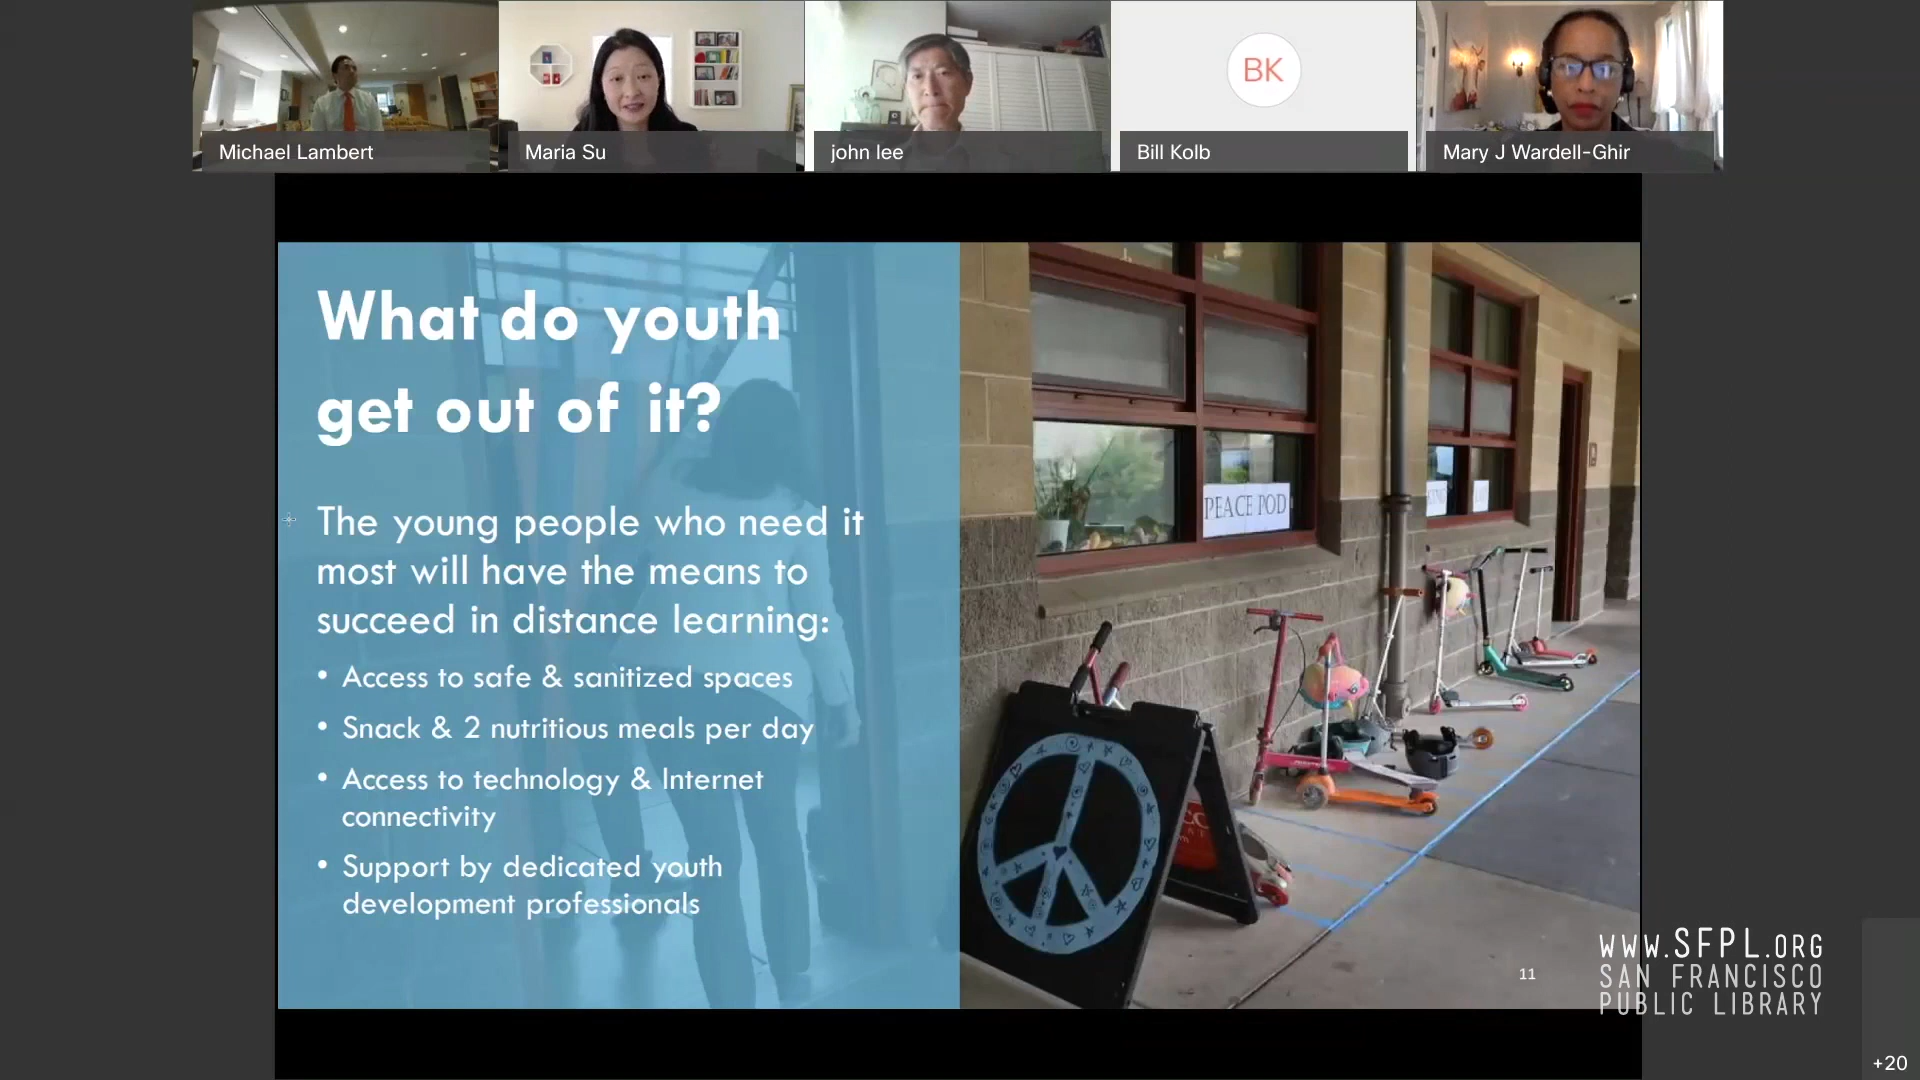 Michael Lambert
Maria Su
john lee
BK
Bill Kolb
Mary J Wardell-Ghir
What do youth
get out of it?
The young people who need it
most will have the means to
succeed in distance learning:
• Access to safe & sanitized spaces
• Snack & 2 nutritious meals per day
• Access to technology & Internet
connectivity
• Support by dedicated youth
development professionals
PEACE POD
11
www.SFPL.ORG
SAN FRANCISCO
PUBLIC LIBRARY
+20